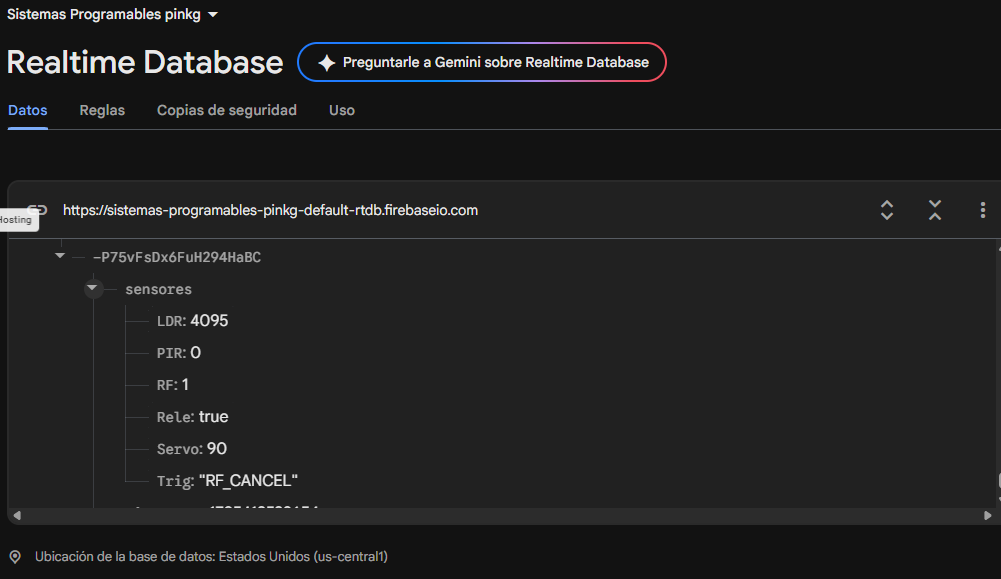 Sistemas Programables pinkg
Realtime Database
Preguntarle a Gemini sobre Realtime Database
Datos Reglas Copias de seguridad Uso
Hosting
https://sistemas-programables-pinkg-default-rtdb.firebaseio.com
-P75vFsDx6FuH294HaBC
sensores
LDR: 4095
PIR: 0
RF: 1
Rele: true
Servo: 90
Trig: "RF_CANCEL"
Ubicación de la base de datos: Estados Unidos (us-central1)